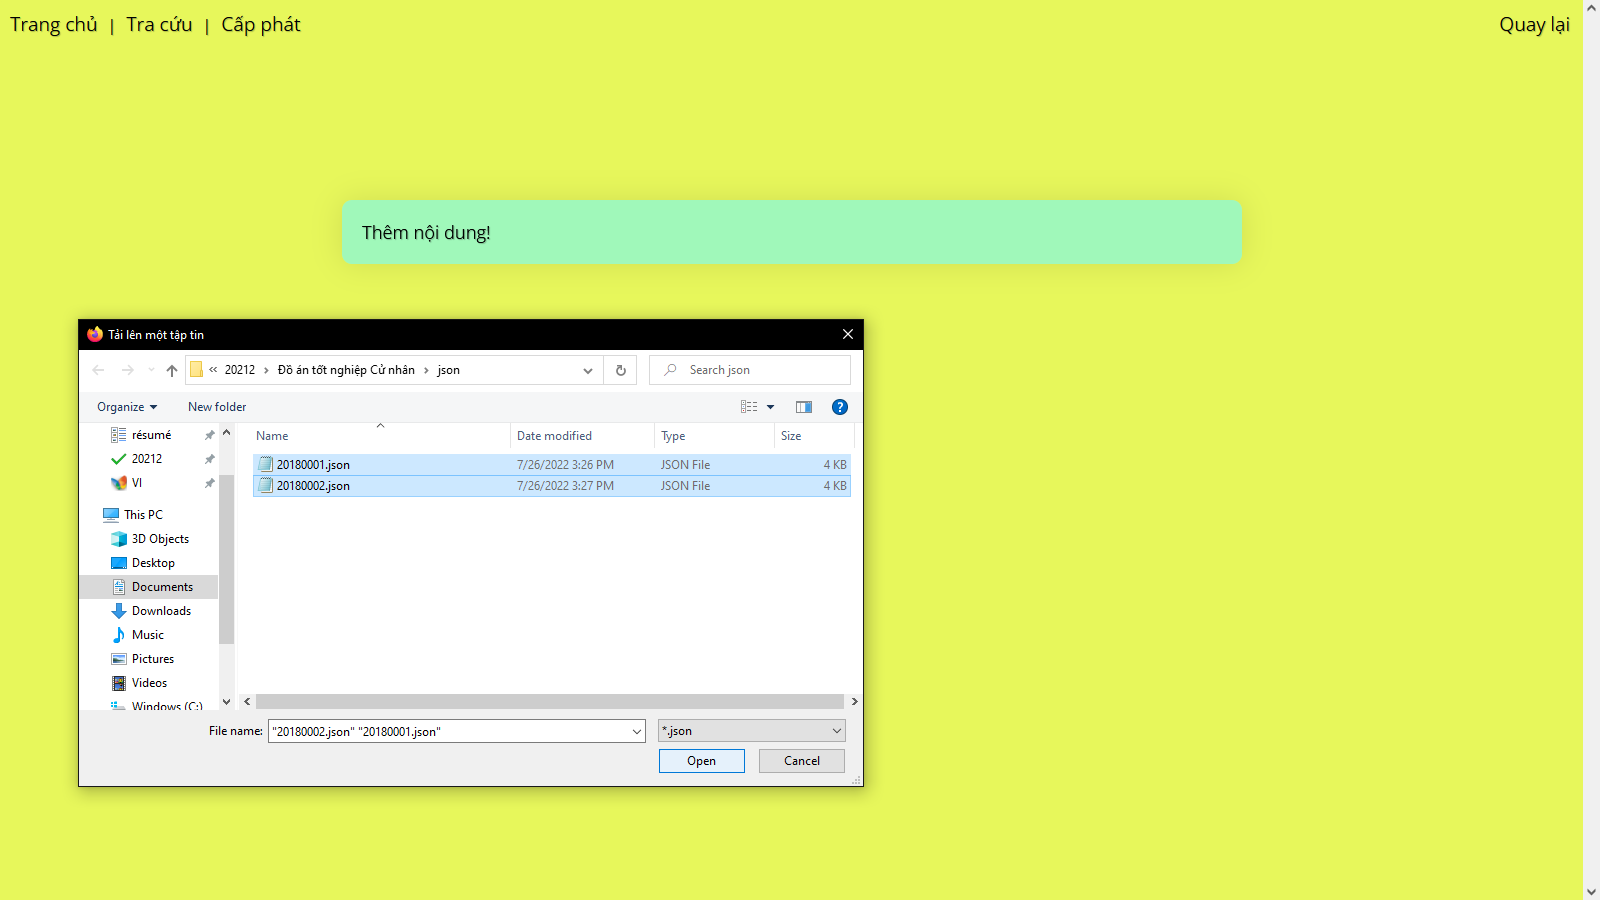 Trang chủ | Tra cứu | Cấp phát Quay lại
Thêm nội dung!
Tải lên một tập tin
« 20212 › Đồ án tốt nghiệp Cử nhân › json Search json
Organize New folder
résumé
20212
VI
This PC
3D Objects
Desktop
Documents
Downloads
Music
Pictures
Videos
Windows (C:)
Name Date modified Type Size
20180001.json 7/26/2022 3:26 PM JSON File 4 KB
20180002.json 7/26/2022 3:27 PM JSON File 4 KB
File name: "20180002.json" "20180001.json" *.json
Open Cancel